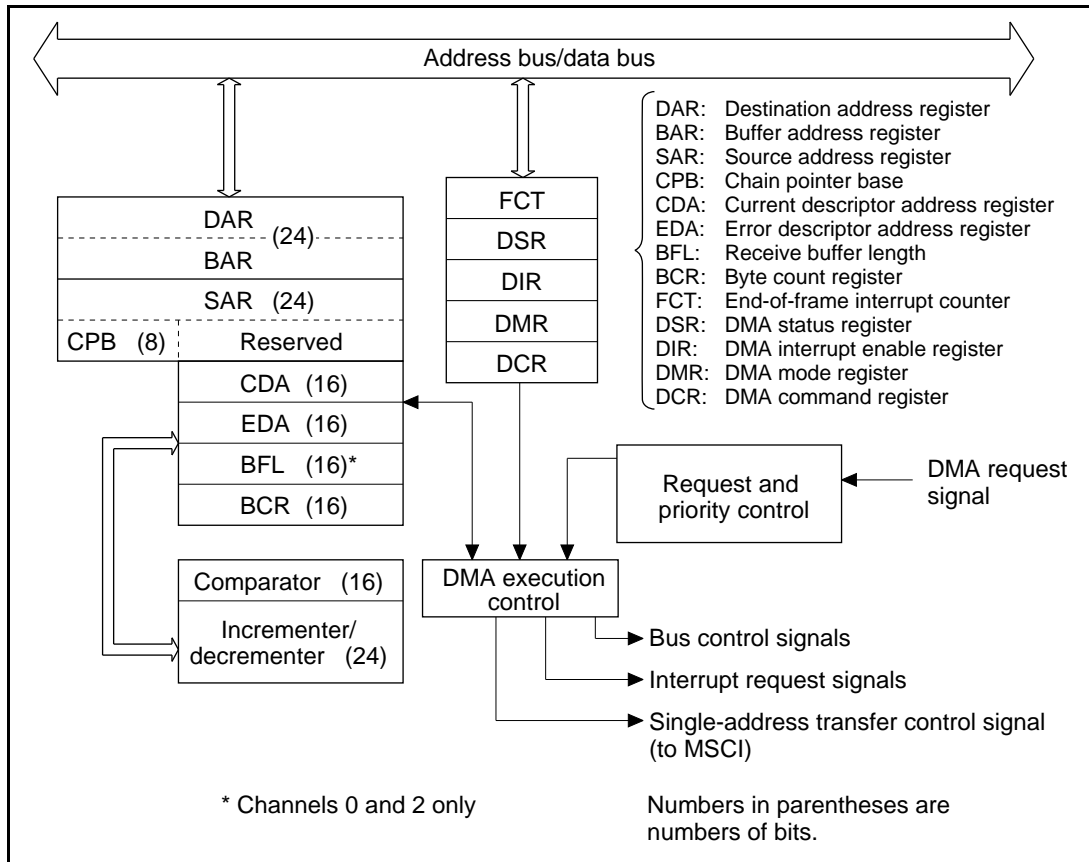 Address bus/data bus
DAR: Destination address register
BAR: Buffer address register
SAR: Source address register
CPB: Chain pointer base
CDA: Current descriptor address register
EDA: Error descriptor address register
BFL: Receive buffer length
BCR: Byte count register
FCT: End-of-frame interrupt counter
DSR: DMA status register
DIR: DMA interrupt enable register
DMR: DMA mode register
DCR: DMA command register
DAR
(24)
BAR
SAR (24)
CPB (8) Reserved
CDA (16)
EDA (16)
BFL (16)*
BCR (16)
Comparator (16)
Incrementer/
decrementer (24)
FCT
DSR
DIR
DMR
DCR
Request and
priority control
DMA request
signal
DMA execution
control
Bus control signals
Interrupt request signals
Single-address transfer control signal
(to MSCI)
* Channels 0 and 2 only
Numbers in parentheses are
numbers of bits.